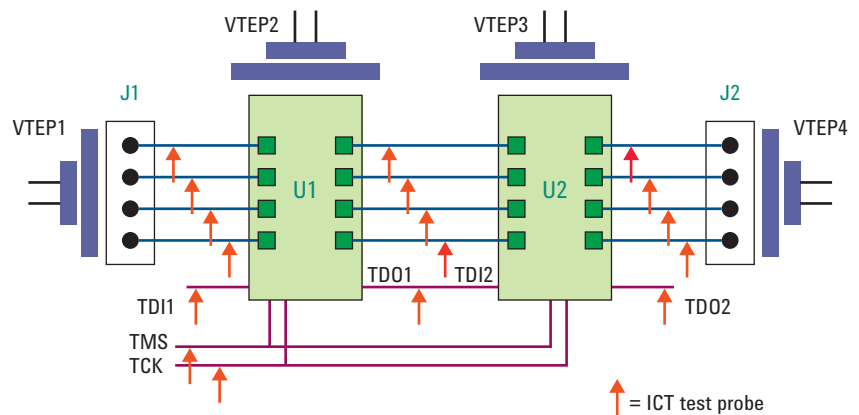 VTEP2
VTEP3
J1
J2
VTEP1
VTEP4
U1
U2
TDI1
TDO1
TDI2
TDO2
TMS
TCK
= ICT test probe